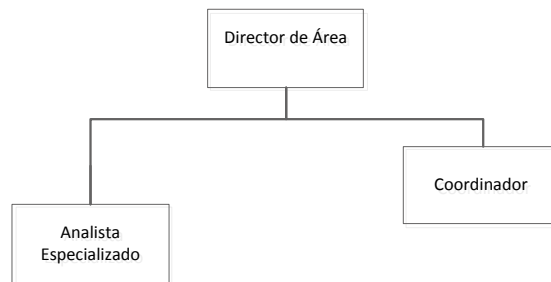 Director de Área
Coordinador
Analista
Especializado